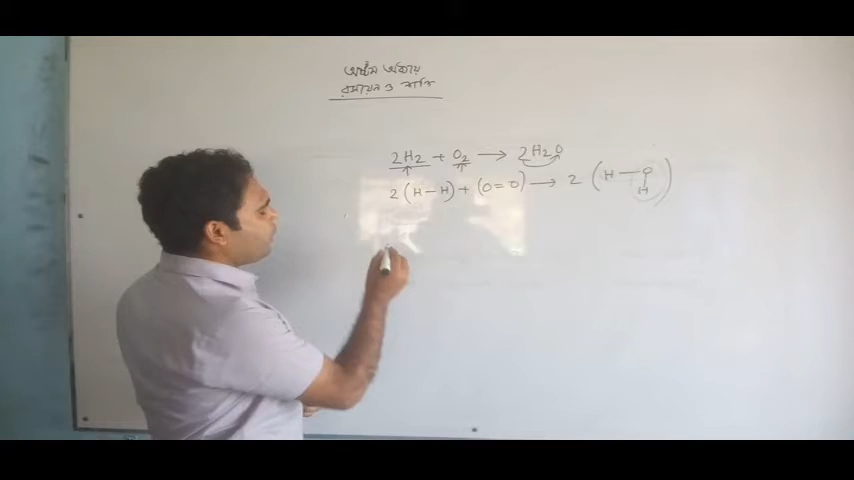 অষ্টম অধ্যায়
রসায়ন ও শক্তি
2H₂ + O₂ → 2H₂O
2(H−H) + (O=O) → 2(H−O
H)